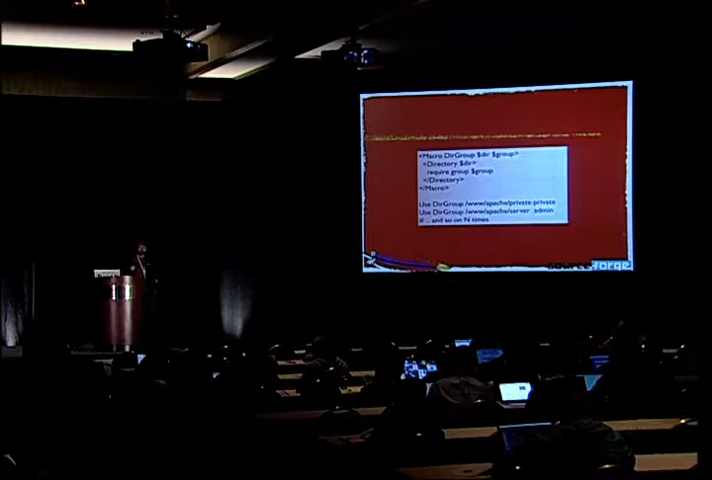 <Macro DirGroup $dir $group>
<Directory $dir>
require group $group
</Directory>
</Macro>
Use DirGroup /www/apache/private private
Use DirGroup /www/apache/server admin
# ... and so on N times
sourceforge